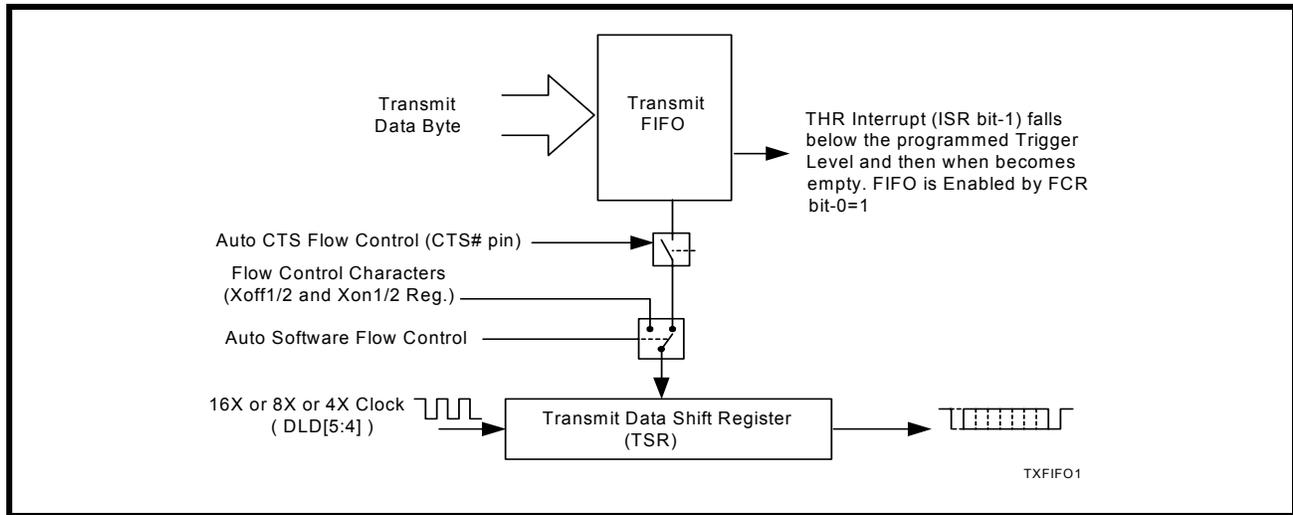 Transmit
Data Byte
Transmit
FIFO
THR Interrupt (ISR bit-1) falls
below the programmed Trigger
Level and then when becomes
empty. FIFO is Enabled by FCR
bit-0=1
Auto CTS Flow Control (CTS# pin)
Flow Control Characters
(Xoff1/2 and Xon1/2 Reg.)
Auto Software Flow Control
16X or 8X or 4X Clock
( DLD[5:4] )
Transmit Data Shift Register
(TSR)
TXFIFO1